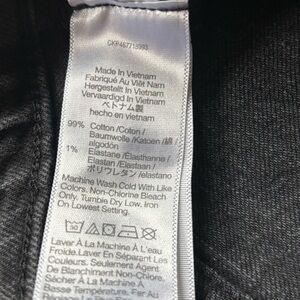 CKP467715993
Made In Vietnam
Fabriqué Au Viêt Nam
Hergestellt In Vietnam
Vervaardigd In Vietnam
ベトナム製
hecho en vietnam
99% Cotton /Coton /
Baumwolle /Katoen /綿
algodón
1% Elastane /Elasthanne /
Elastan /Elastaan /
ポリウレタン /elastano
Machine Wash Cold With Like
Colors. Non-Chlorine Bleach
Only. Tumble Dry Low. Iron
On Lowest Setting.
30
Laver À La Machine À L'eau
Froide. Laver En Séparant Les
Couleurs. Seulement Agent
De Blanchiment Non-Chloré.
Sécher À La Machine À
Basse Température. Fer